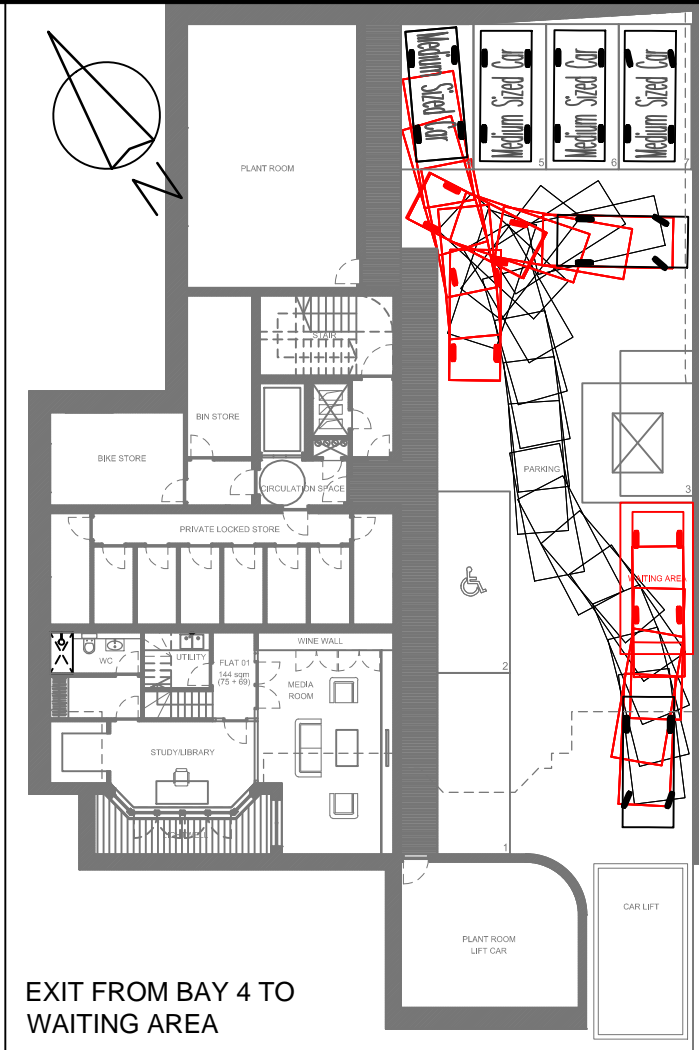 Medium Sized Car
Medium Sized Car
Medium Sized Car
Medium Sized Car
5
6
7
PLANT ROOM
N
STAIR
BIN STORE
BIKE STORE
CIRCULATION SPACE
PARKING
3
PRIVATE LOCKED STORE
WAITING AREA
WC
UTILITY
FLAT 01
144 sqm
(75 + 69)
WINE WALL
MEDIA
ROOM
2
STUDY/LIBRARY
1
CAR LIFT
PLANT ROOM
LIFT CAR
EXIT FROM BAY 4 TO
WAITING AREA